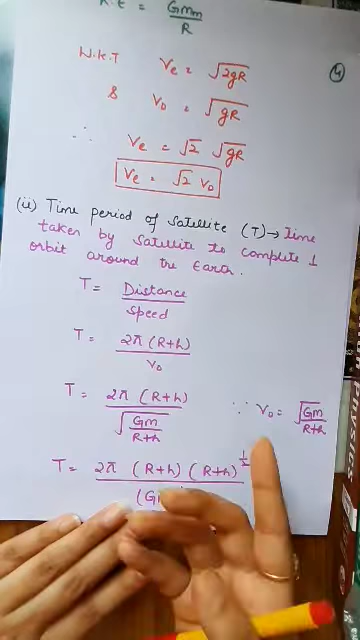 K.E = GMm/R
W.K.T Ve = √2gR
④
& Vo = √gR
∴ Ve = √2 √gR
Ve = √2 Vo
(ii) Time period of Satellite (T) → Time
taken by Satellite to complete 1
orbit around the Earth.
T = Distance/Speed
T = 2π (R+h)/Vo
T = 2π (R+h)/√(Gm/R+h) ∵ Vo = √(Gm/R+h)
T = 2π (R+h) (R+h)^1/2